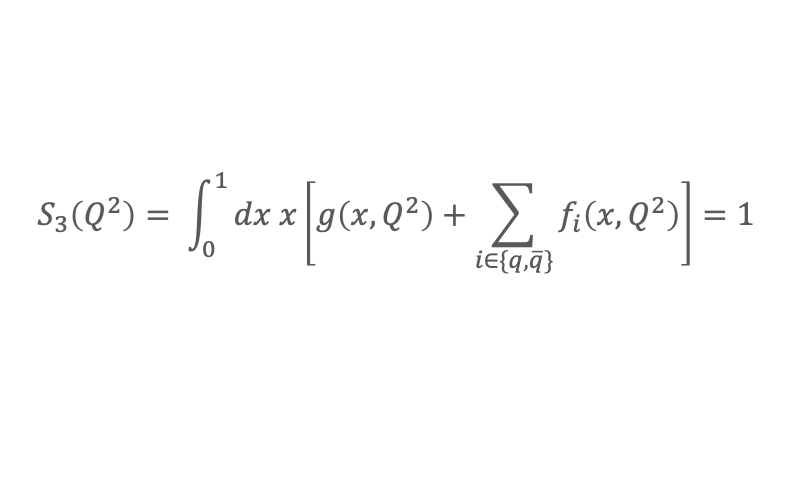 S₃(Q²) = ∫₀¹ dx x [g(x, Q²) + ∑_{i∈{q,q̄}} fᵢ(x, Q²)] = 1